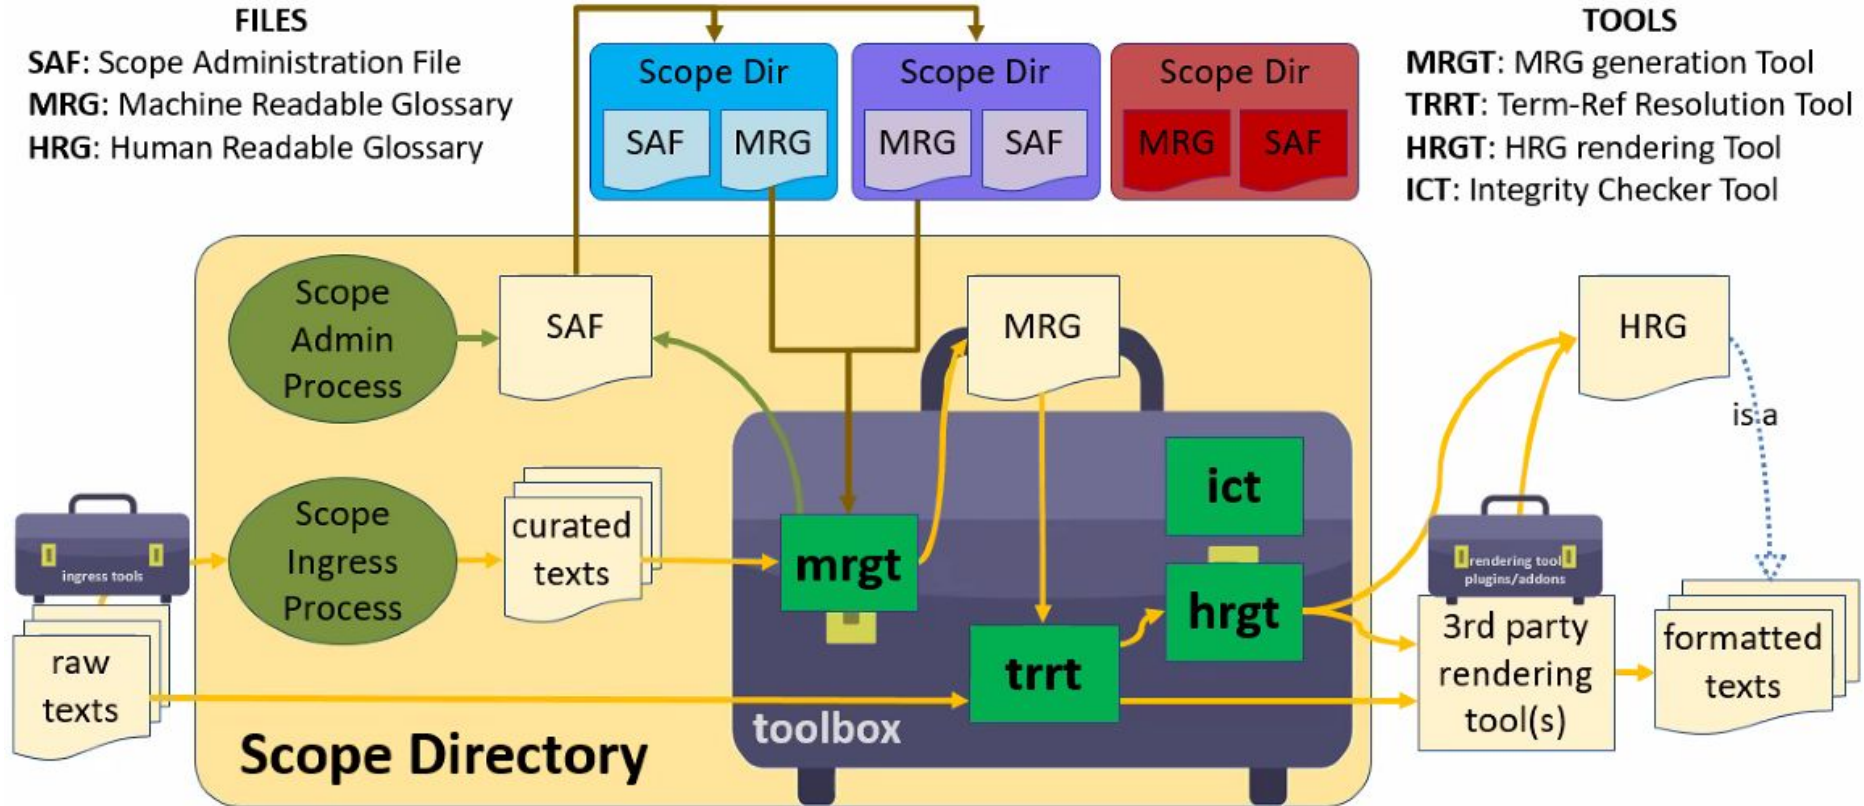 FILES
SAF: Scope Administration File
MRG: Machine Readable Glossary
HRG: Human Readable Glossary
Scope Dir
SAF
MRG
Scope Dir
MRG
SAF
Scope Dir
MRG
SAF
TOOLS
MRGT: MRG generation Tool
TRRT: Term-Ref Resolution Tool
HRGT: HRG rendering Tool
ICT: Integrity Checker Tool
Scope
Admin
Process
SAF
MRG
HRG
is a
ingress tools
raw
texts
Scope
Ingress
Process
curated
texts
mrgt
ict
hrgt
trrt
toolbox
Scope Directory
rendering tool
plugins/addons
3rd party
rendering
tool(s)
formatted
texts